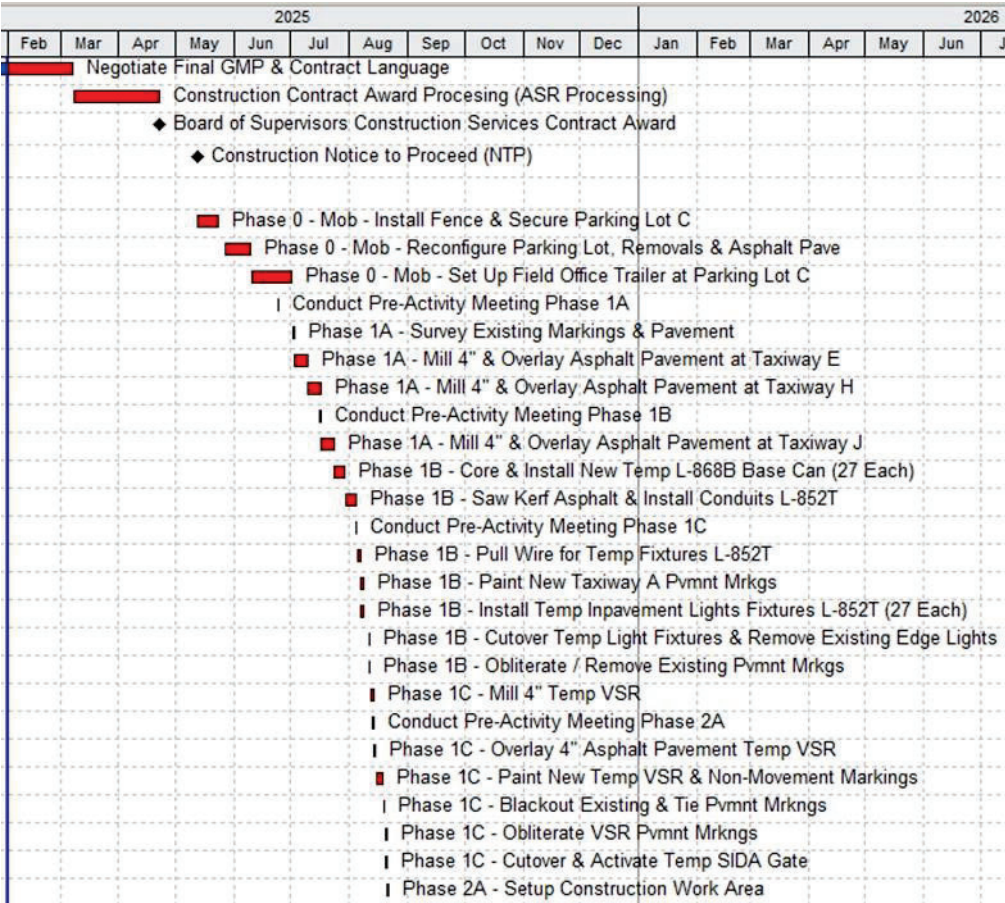 2025 2026
Feb Mar Apr May Jun Jul Aug Sep Oct Nov Dec Jan Feb Mar Apr May Jun J
Negotiate Final GMP & Contract Language
Construction Contract Award Procesing (ASR Processing)
Board of Supervisors Construction Services Contract Award
Construction Notice to Proceed (NTP)
Phase 0 - Mob - Install Fence & Secure Parking Lot C
Phase 0 - Mob - Reconfigure Parking Lot, Removals & Asphalt Pave
Phase 0 - Mob - Set Up Field Office Trailer at Parking Lot C
Conduct Pre-Activity Meeting Phase 1A
Phase 1A - Survey Existing Markings & Pavement
Phase 1A - Mill 4" & Overlay Asphalt Pavement at Taxiway E
Phase 1A - Mill 4" & Overlay Asphalt Pavement at Taxiway H
Conduct Pre-Activity Meeting Phase 1B
Phase 1A - Mill 4" & Overlay Asphalt Pavement at Taxiway J
Phase 1B - Core & Install New Temp L-868B Base Can (27 Each)
Phase 1B - Saw Kerf Asphalt & Install Conduits L-852T
Conduct Pre-Activity Meeting Phase 1C
Phase 1B - Pull Wire for Temp Fixtures L-852T
Phase 1B - Paint New Taxiway A Pvmnt Mrkgs
Phase 1B - Install Temp Inpavement Lights Fixtures L-852T (27 Each)
Phase 1B - Cutover Temp Light Fixtures & Remove Existing Edge Lights
Phase 1B - Obliterate / Remove Existing Pvmnt Mrkgs
Phase 1C - Mill 4" Temp VSR
Conduct Pre-Activity Meeting Phase 2A
Phase 1C - Overlay 4" Asphalt Pavement Temp VSR
Phase 1C - Paint New Temp VSR & Non-Movement Markings
Phase 1C - Blackout Existing & Tie Pvmnt Mrkngs
Phase 1C - Obliterate VSR Pvmnt Mrkngs
Phase 1C - Cutover & Activate Temp SIDA Gate
Phase 2A - Setup Construction Work Area